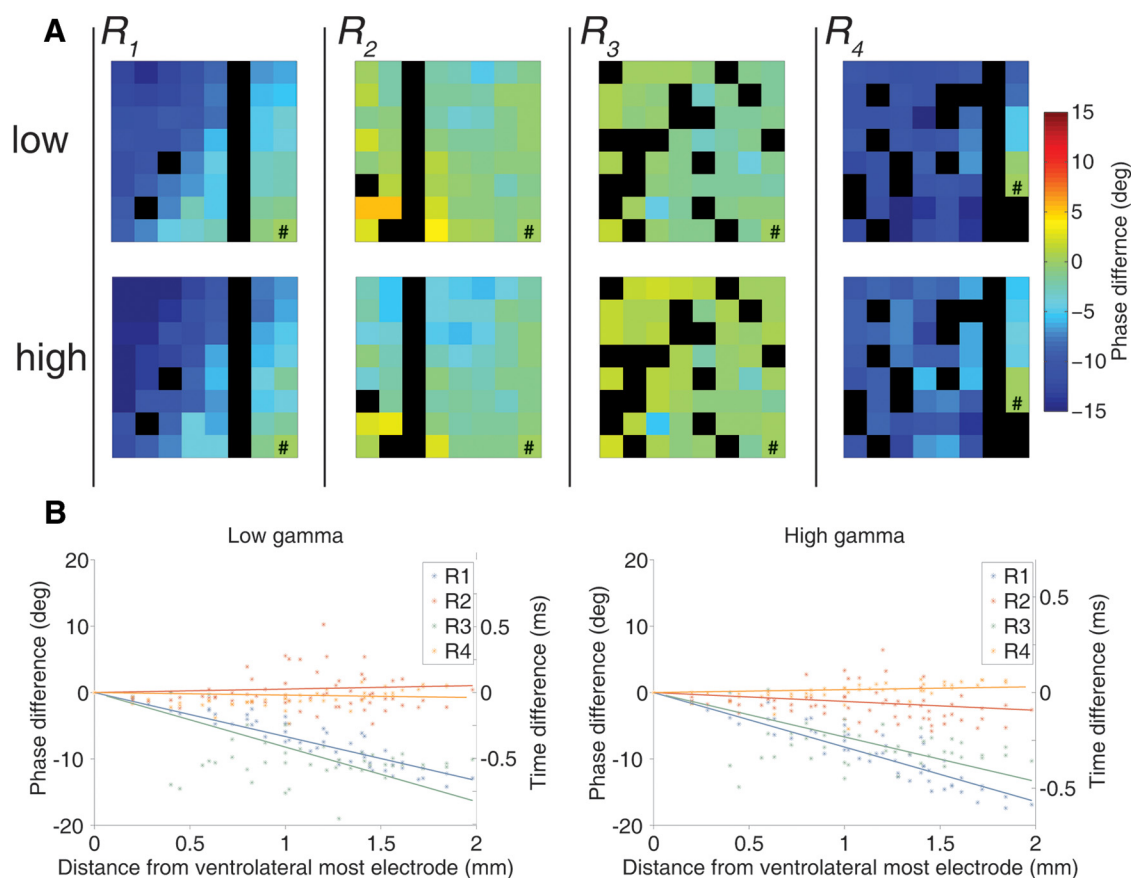 A
R1
R2
R3
R4
low
#
#
#
#
15
10
5
0
−5
−10
−15
Phase differnce (deg)
high
#
#
#
#
B
Low gamma
20
10
0
-10
-20
Phase difference (deg)
R1
R2
R3
R4
0.5
0
-0.5
Time difference (ms)
0
0.5
1
1.5
2
Distance from ventrolateral most electrode (mm)
High gamma
20
10
0
-10
-20
Phase difference (deg)
R1
R2
R3
R4
0.5
0
-0.5
Time difference (ms)
0
0.5
1
1.5
2
Distance from ventrolateral most electrode (mm)